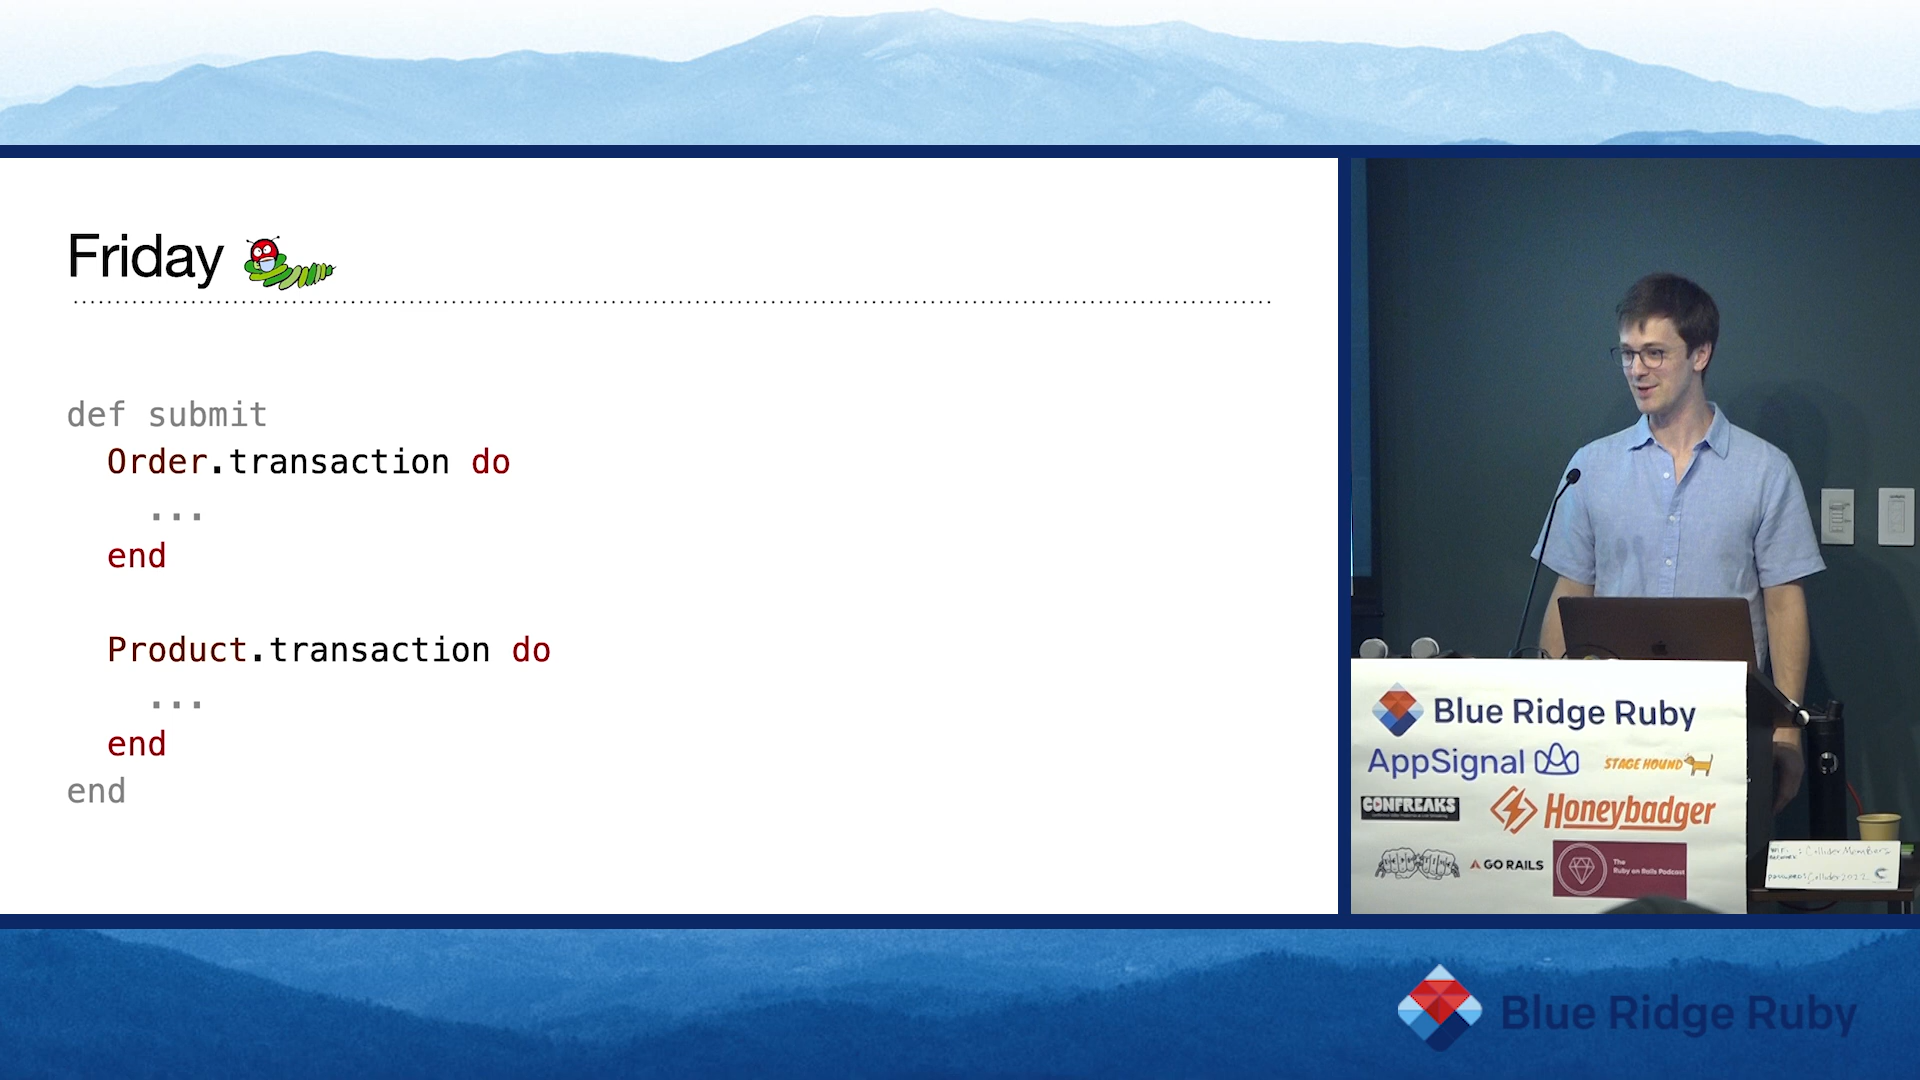 Friday
def submit
Order.transaction do
...
end
Product.transaction do
...
end
end
Blue Ridge Ruby
AppSignal
STAGE HOUND
CONFREAKS
Honeybadger
GO RAILS
The
Ruby on Rails Podcast
Blue Ridge Ruby